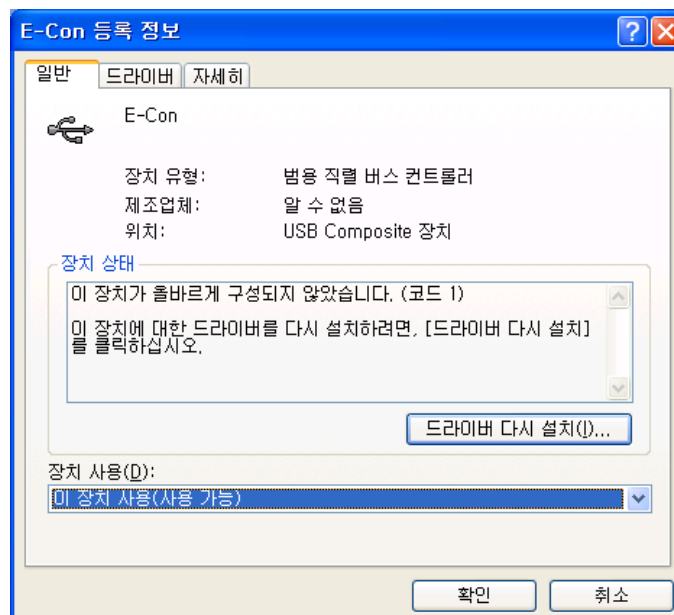 E-Con 등록 정보
일반 드라이버 자세히
E-Con
장치 유형: 범용 직렬 버스 컨트롤러
제조업체: 알 수 없음
위치: USB Composite 장치
장치 상태
이 장치가 올바르게 구성되지 않았습니다. (코드 1)
이 장치에 대한 드라이버를 다시 설치하려면, [드라이버 다시 설치]
를 클릭하십시오.
드라이버 다시 설치(I)...
장치 사용(D):
이 장치 사용(사용 가능)
확인 취소